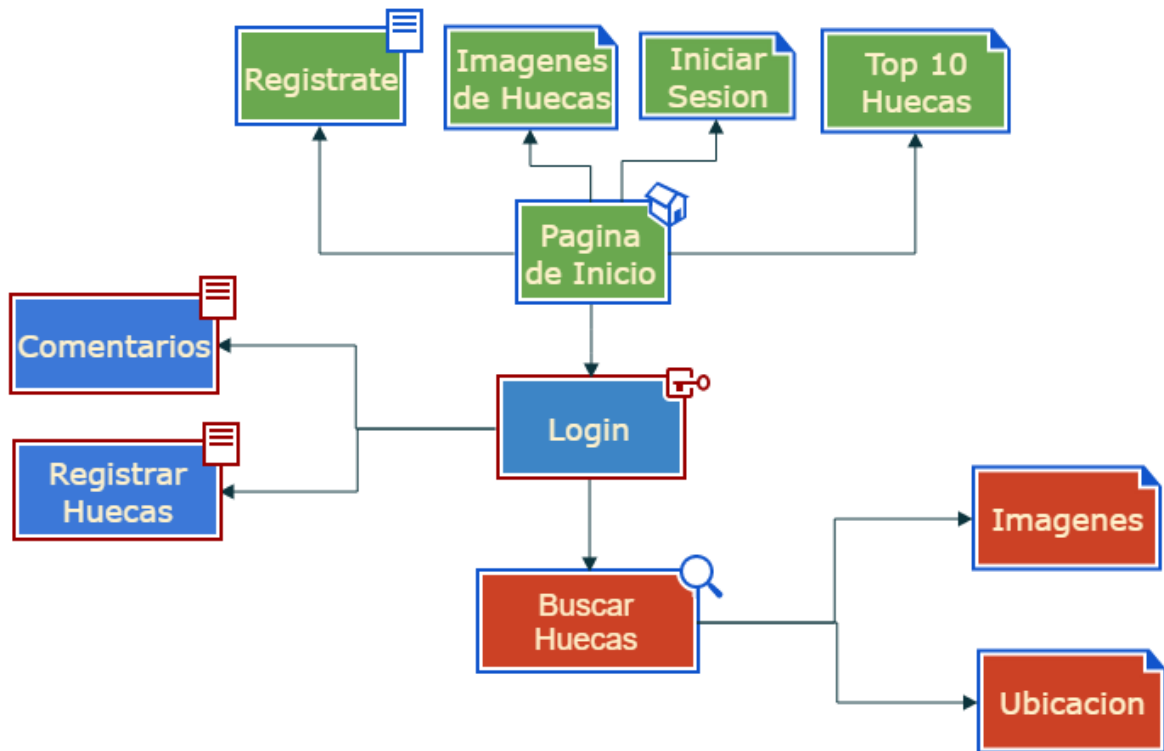 Registrate
Imagenes
de Huecas
Iniciar
Sesion
Top 10
Huecas
Pagina
de Inicio
Comentarios
Login
Registrar
Huecas
Imagenes
Buscar
Huecas
Ubicacion